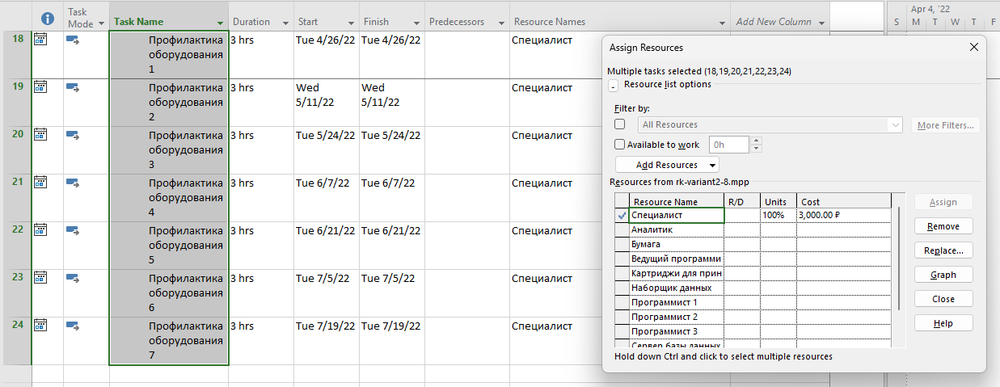 Apr 4, '22
Task Mode
Task Name
Duration
Start
Finish
Predecessors
Resource Names
Add New Column
S M T W T F
18
Профилактика
оборудования
1
3 hrs
Tue 4/26/22
Tue 4/26/22
Специалист
19
Профилактика
оборудования
2
3 hrs
Wed
5/11/22
Wed
5/11/22
Специалист
20
Профилактика
оборудования
3
3 hrs
Tue 5/24/22
Tue 5/24/22
Специалист
21
Профилактика
оборудования
4
3 hrs
Tue 6/7/22
Tue 6/7/22
Специалист
22
Профилактика
оборудования
5
3 hrs
Tue 6/21/22
Tue 6/21/22
Специалист
23
Профилактика
оборудования
6
3 hrs
Tue 7/5/22
Tue 7/5/22
Специалист
24
Профилактика
оборудования
7
3 hrs
Tue 7/19/22
Tue 7/19/22
Специалист
Assign Resources
Multiple tasks selected (18,19,20,21,22,23,24)
- Resource list options
Filter by:
All Resources
More Filters...
Available to work
0h
Add Resources
Resources from rk-variant2-8.mpp
Resource Name R/D Units Cost
Специалист 100% 3,000.00 ₽
Аналитик
Бумага
Ведущий программи
Картриджи для прин
Наборщик данных
Программист 1
Программист 2
Программист 3
Сервер базы данных
Assign
Remove
Replace...
Graph
Close
Help
Hold down Ctrl and click to select multiple resources